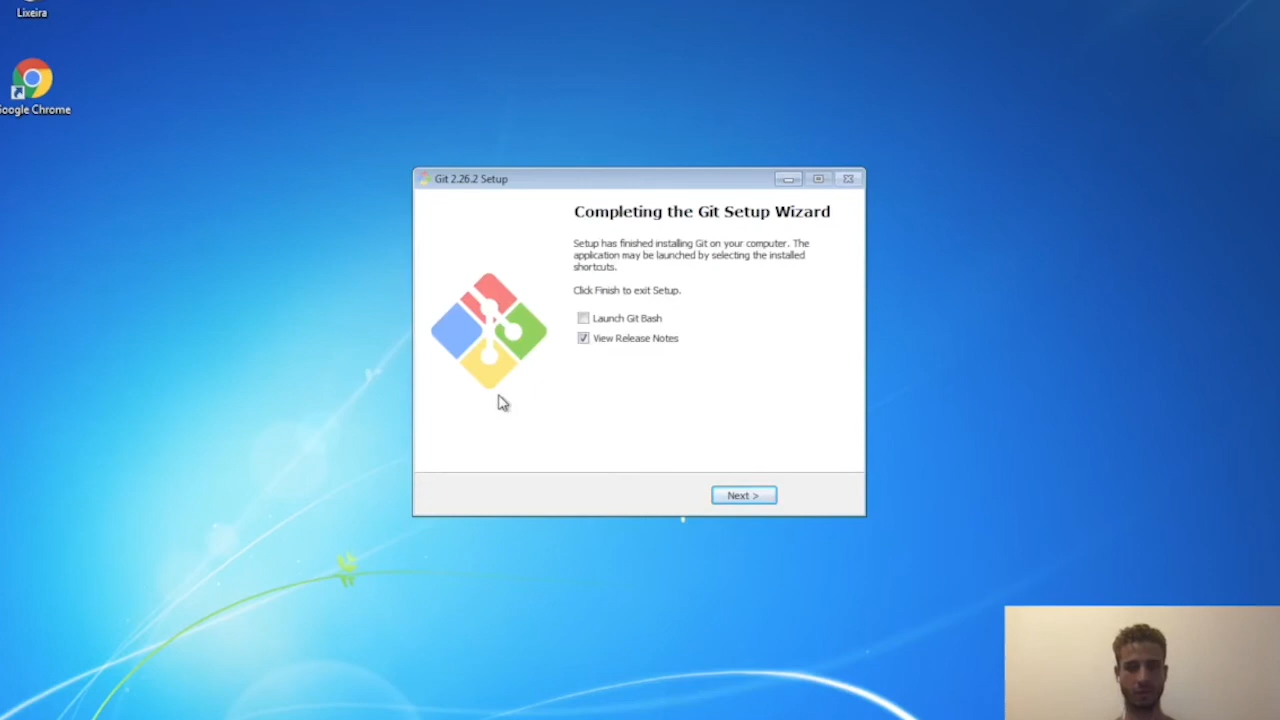 Lixeira
Google Chrome
Git 2.26.2 Setup
Completing the Git Setup Wizard
Setup has finished installing Git on your computer. The
application may be launched by selecting the installed
shortcuts.
Click Finish to exit Setup.
Launch Git Bash
View Release Notes
Next >